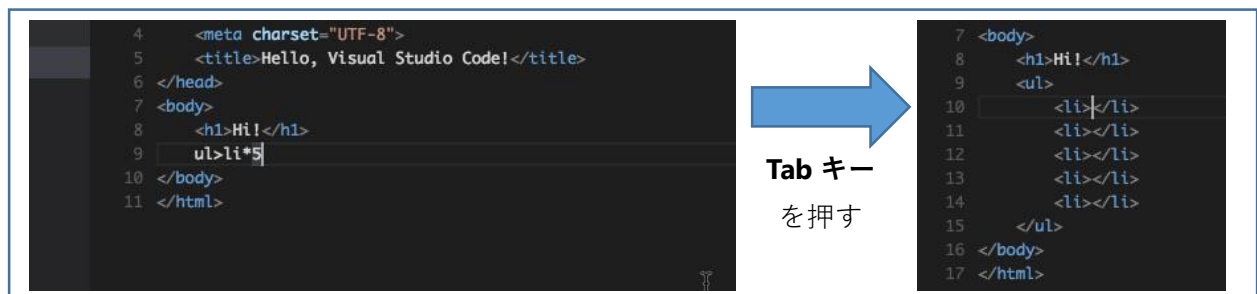 4 <meta charset="UTF-8">
5 <title>Hello, Visual Studio Code!</title>
6 </head>
7 <body>
8 <h1>Hi!</h1>
9 ul>li*5
10 </body>
11 </html>
Tab キー
を押す
7 <body>
8 <h1>Hi!</h1>
9 <ul>
10 <li></li>
11 <li></li>
12 <li></li>
13 <li></li>
14 <li></li>
15 </ul>
16 </body>
17 </html>